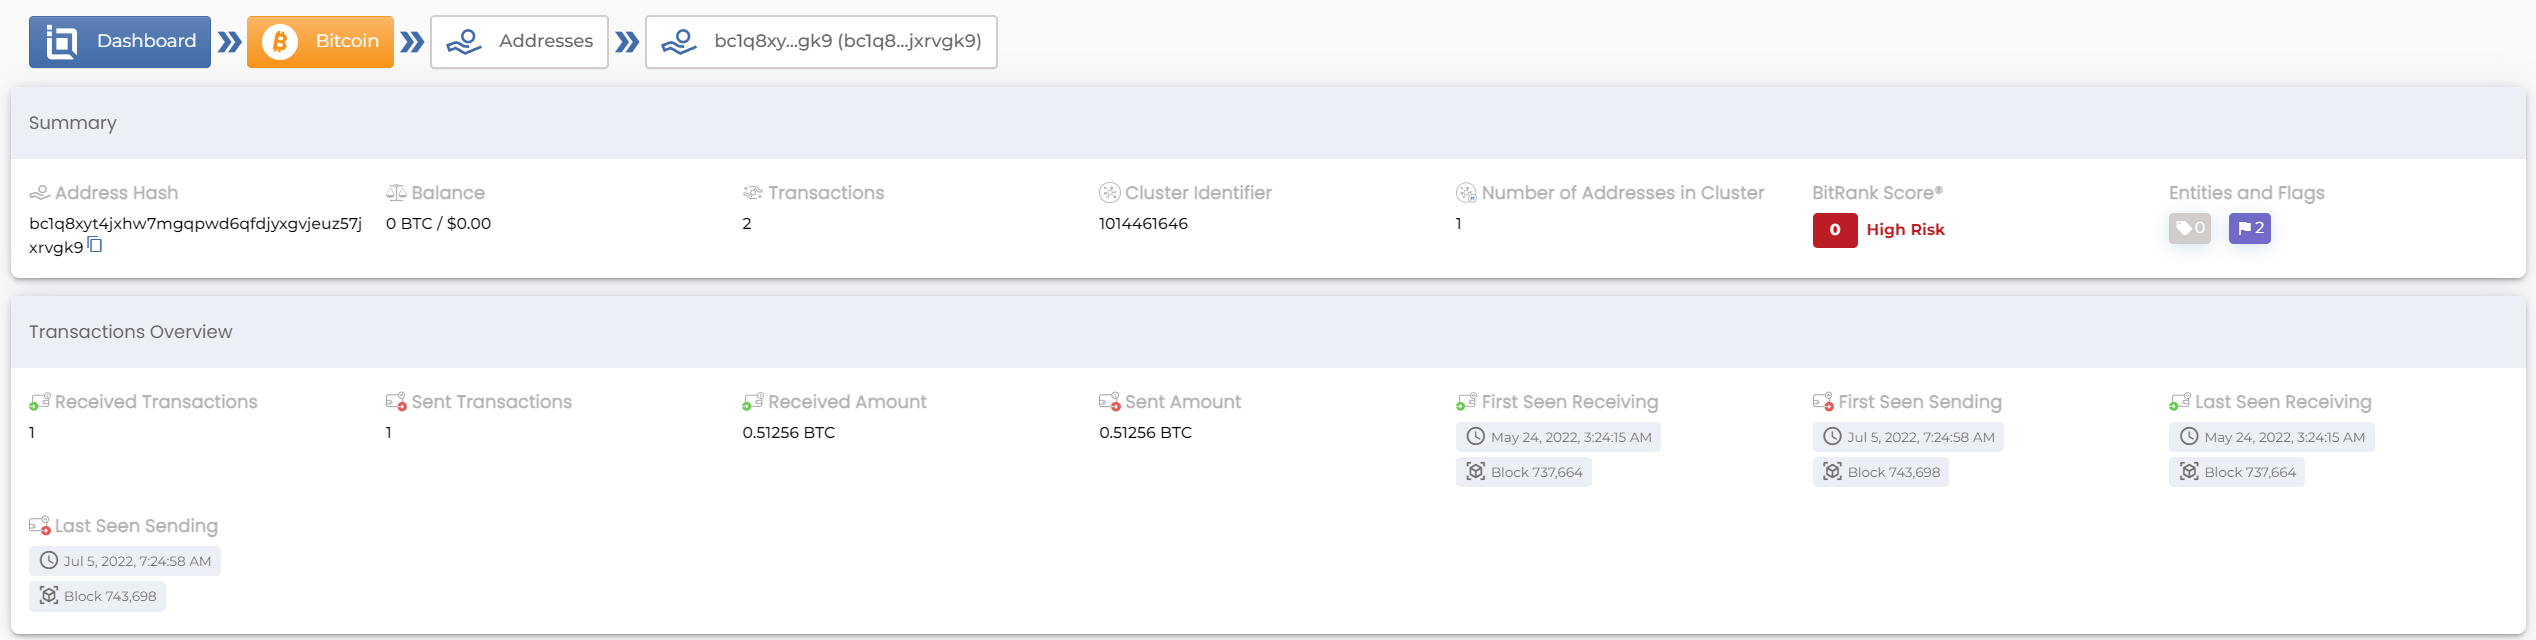 Dashboard Bitcoin Addresses bc1q8xy...gk9 (bc1q8...jxrvgk9)
Summary
Address Hash Balance Transactions Cluster Identifier Number of Addresses in Cluster BitRank Score® Entities and Flags
bc1q8xyt4jxhw7mgqpwd6qfdjyxgvjeuz57j 0 BTC / $0.00 2 1014461646 1 0 High Risk 0 2
xrvgk9
Transactions Overview
Received Transactions Sent Transactions Received Amount Sent Amount First Seen Receiving First Seen Sending Last Seen Receiving
1 1 0.51256 BTC 0.51256 BTC May 24, 2022, 3:24:15 AM Jul 5, 2022, 7:24:58 AM May 24, 2022, 3:24:15 AM
Block 737,664 Block 743,698 Block 737,664
Last Seen Sending
Jul 5, 2022, 7:24:58 AM
Block 743,698